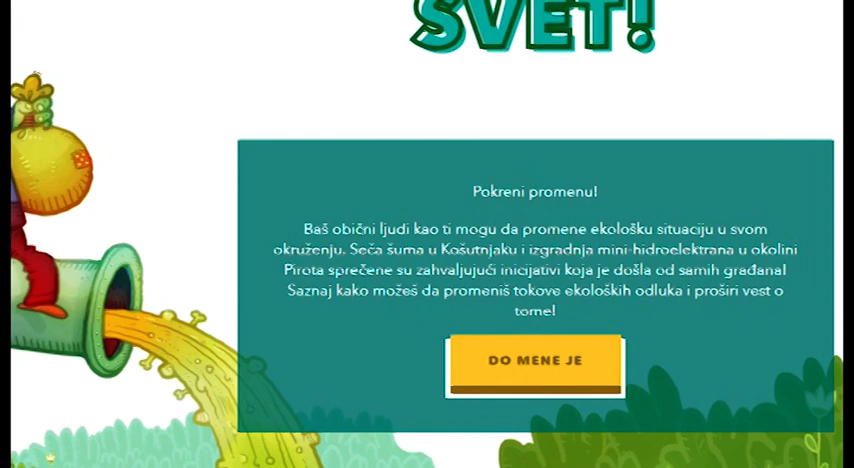 SVET!
Pokreni promenu!
Baš obični ljudi kao ti mogu da promene ekološku situaciju u svom
okruženju. Seča šuma u Košutnjaku i izgradnja mini-hidroelektrana u okolini
Pirota sprečene su zahvaljujući inicijativi koja je došla od samih građana!
Saznaj kako možeš da promeniš tokove ekoloških odluka i proširi vest o
tome!
DO MENE JE